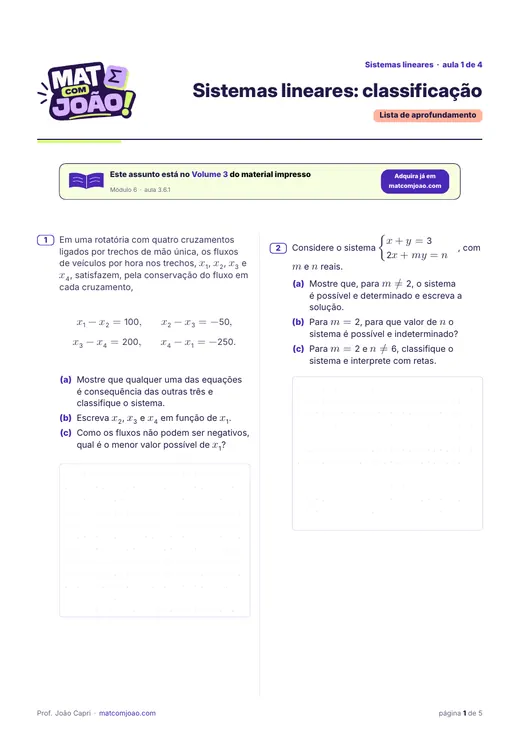 MAT
COM
JOÃO!
Σ
Sistemas lineares · aula 1 de 4
Sistemas lineares: classificação
Lista de aprofundamento
Este assunto está no Volume 3 do material impresso
Módulo 6 · aula 3.6.1
Adquira já em
matcomjoao.com
1 Em uma rotatória com quatro cruzamentos
ligados por trechos de mão única, os fluxos
de veículos por hora nos trechos, x₁, x₂, x₃ e
x₄, satisfazem, pela conservação do fluxo em
cada cruzamento,
x₁ − x₂ = 100, x₂ − x₃ = −50,
x₃ − x₄ = 200, x₄ − x₁ = −250.
(a) Mostre que qualquer uma das equações
é consequência das outras três e
classifique o sistema.
(b) Escreva x₂, x₃ e x₄ em função de x₁.
(c) Como os fluxos não podem ser negativos,
qual é o menor valor possível de x₁?
2 Considere o sistema { x + y = 3
2x + my = n , com
m e n reais.
(a) Mostre que, para m ≠ 2, o sistema
é possível e determinado e escreva a
solução.
(b) Para m = 2, para que valor de n o
sistema é possível e indeterminado?
(c) Para m = 2 e n ≠ 6, classifique o
sistema e interprete com retas.
Prof. João Capri · matcomjoao.com
página 1 de 5